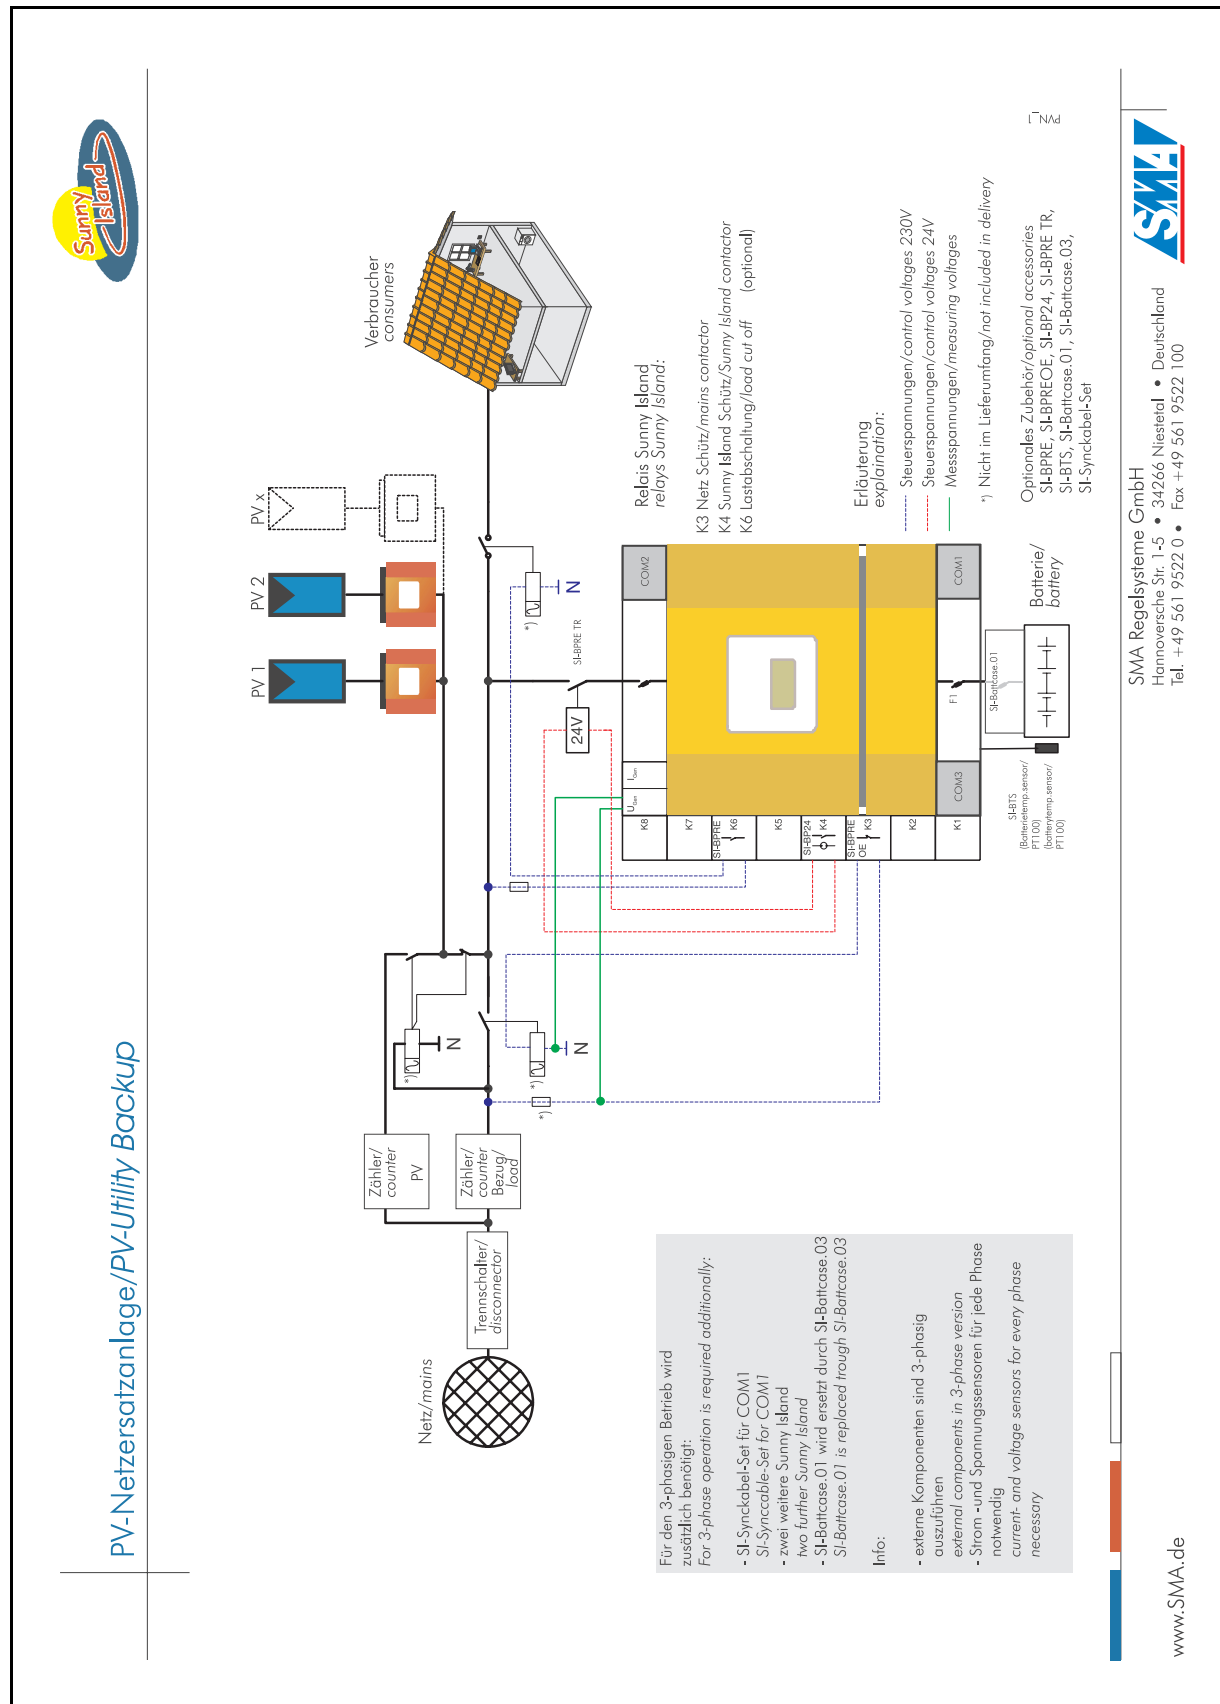 PV-Netzersatzanlage/PV-Utility Backup
Sunny
Island
Netz/mains
Trennschalter/
disconnector
Zähler/
counter
PV
Zähler/
counter
Bezug/
load
*)
N
*)
N
*)
PV 1
PV 2
PV x
Verbraucher
consumers
*)
N
SI-BPRE TR
24V
COM2
IGen
UGen
K8
K7
SI-BPRE
K6
K5
SI-BP24
K4
SI-BPRE
OE
K3
K2
K1
COM3
COM1
F1
SI-Battcase.01
Batterie/
battery
SI-BTS
(Batterietemp.sensor/
PT100)
(batterytemp.sensor/
PT100)
Relais Sunny Island
relays Sunny Island:
K3 Netz Schütz/mains contactor
K4 Sunny Island Schütz/Sunny Island contactor
K6 Lastabschaltung/load cut off (optional)
Erläuterung
explaination:
Steuerspannungen/control voltages 230V
Steuerspannungen/control voltages 24V
Messspannungen/measuring voltages
*) Nicht im Lieferumfang/not included in delivery
Optionales Zubehör/optional accessories
SI-BPRE, SI-BPREOE, SI-BP24, SI-BPRE TR,
SI-BTS, SI-Battcase.01, SI-Battcase.03,
SI-Synckabel-Set
PVN_1
Für den 3-phasigen Betrieb wird
zusätzlich benötigt:
For 3-phase operation is required additionally:
- SI-Synckabel-Set für COM1
SI-Synccable-Set for COM1
- zwei weitere Sunny Island
two further Sunny Island
- SI-Battcase.01 wird ersetzt durch SI-Battcase.03
SI-Battcase.01 is replaced trough SI-Battcase.03
Info:
- externe Komponenten sind 3-phasig
auszuführen
external components in 3-phase version
- Strom -und Spannungssensoren für jede Phase
notwendig
current- and voltage sensors for every phase
necessary
www.SMA.de
SMA Regelsysteme GmbH
Hannoversche Str. 1-5 • 34266 Niestetal • Deutschland
Tel. +49 561 9522 0 • Fax +49 561 9522 100
SMA